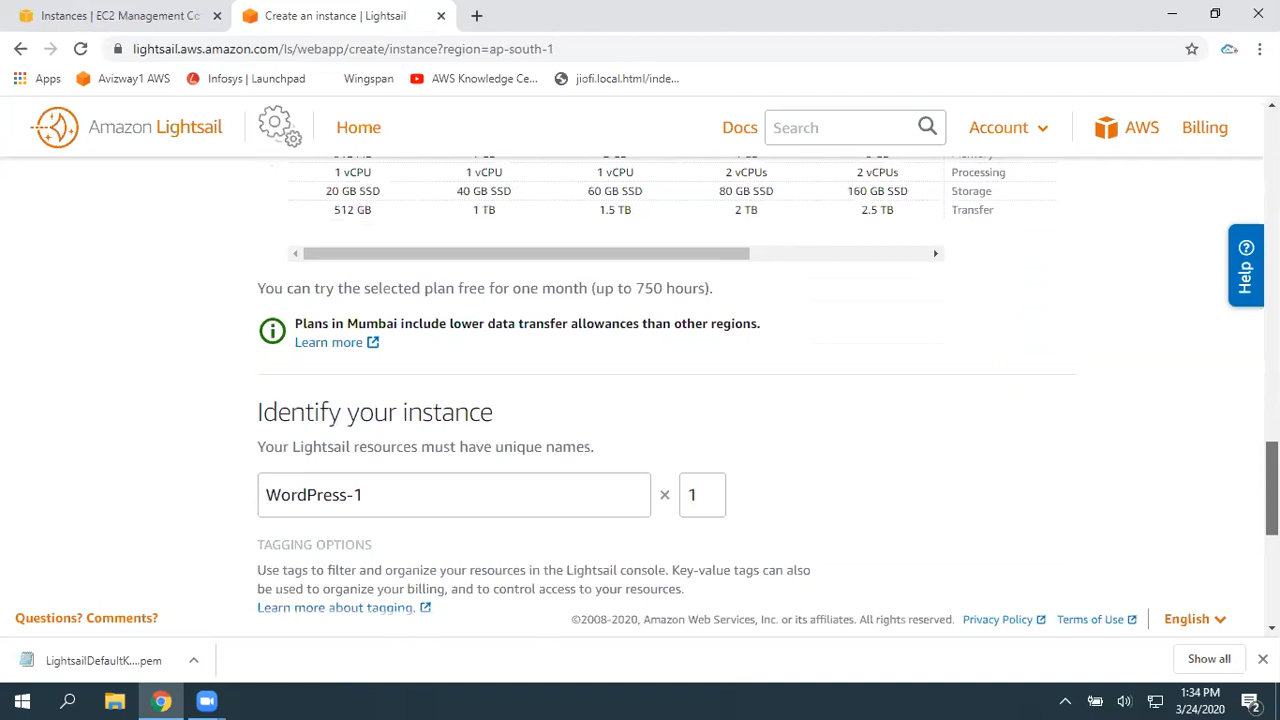 Instances | EC2 Management Co
Create an instance | Lightsail
lightsail.aws.amazon.com/ls/webapp/create/instance?region=ap-south-1
Apps
Avizway1 AWS
Infosys | Launchpad
Wingspan
AWS Knowledge Ce...
jiofi.local.html/inde...
Amazon Lightsail
Home
Docs
Search
Account
AWS
Billing
1 vCPU 1 vCPU 1 vCPU 2 vCPUs 2 vCPUs Processing
20 GB SSD 40 GB SSD 60 GB SSD 80 GB SSD 160 GB SSD Storage
512 GB 1 TB 1.5 TB 2 TB 2.5 TB Transfer
Help
You can try the selected plan free for one month (up to 750 hours).
Plans in Mumbai include lower data transfer allowances than other regions.
Learn more
Identify your instance
Your Lightsail resources must have unique names.
WordPress-1 × 1
TAGGING OPTIONS
Use tags to filter and organize your resources in the Lightsail console. Key-value tags can also
be used to organize your billing, and to control access to your resources.
Learn more about tagging.
Questions? Comments?
©2008-2020, Amazon Web Services, Inc. or its affiliates. All rights reserved.
Privacy Policy
Terms of Use
English
LightsailDefaultK....pem
Show all
1:34 PM
3/24/2020
2